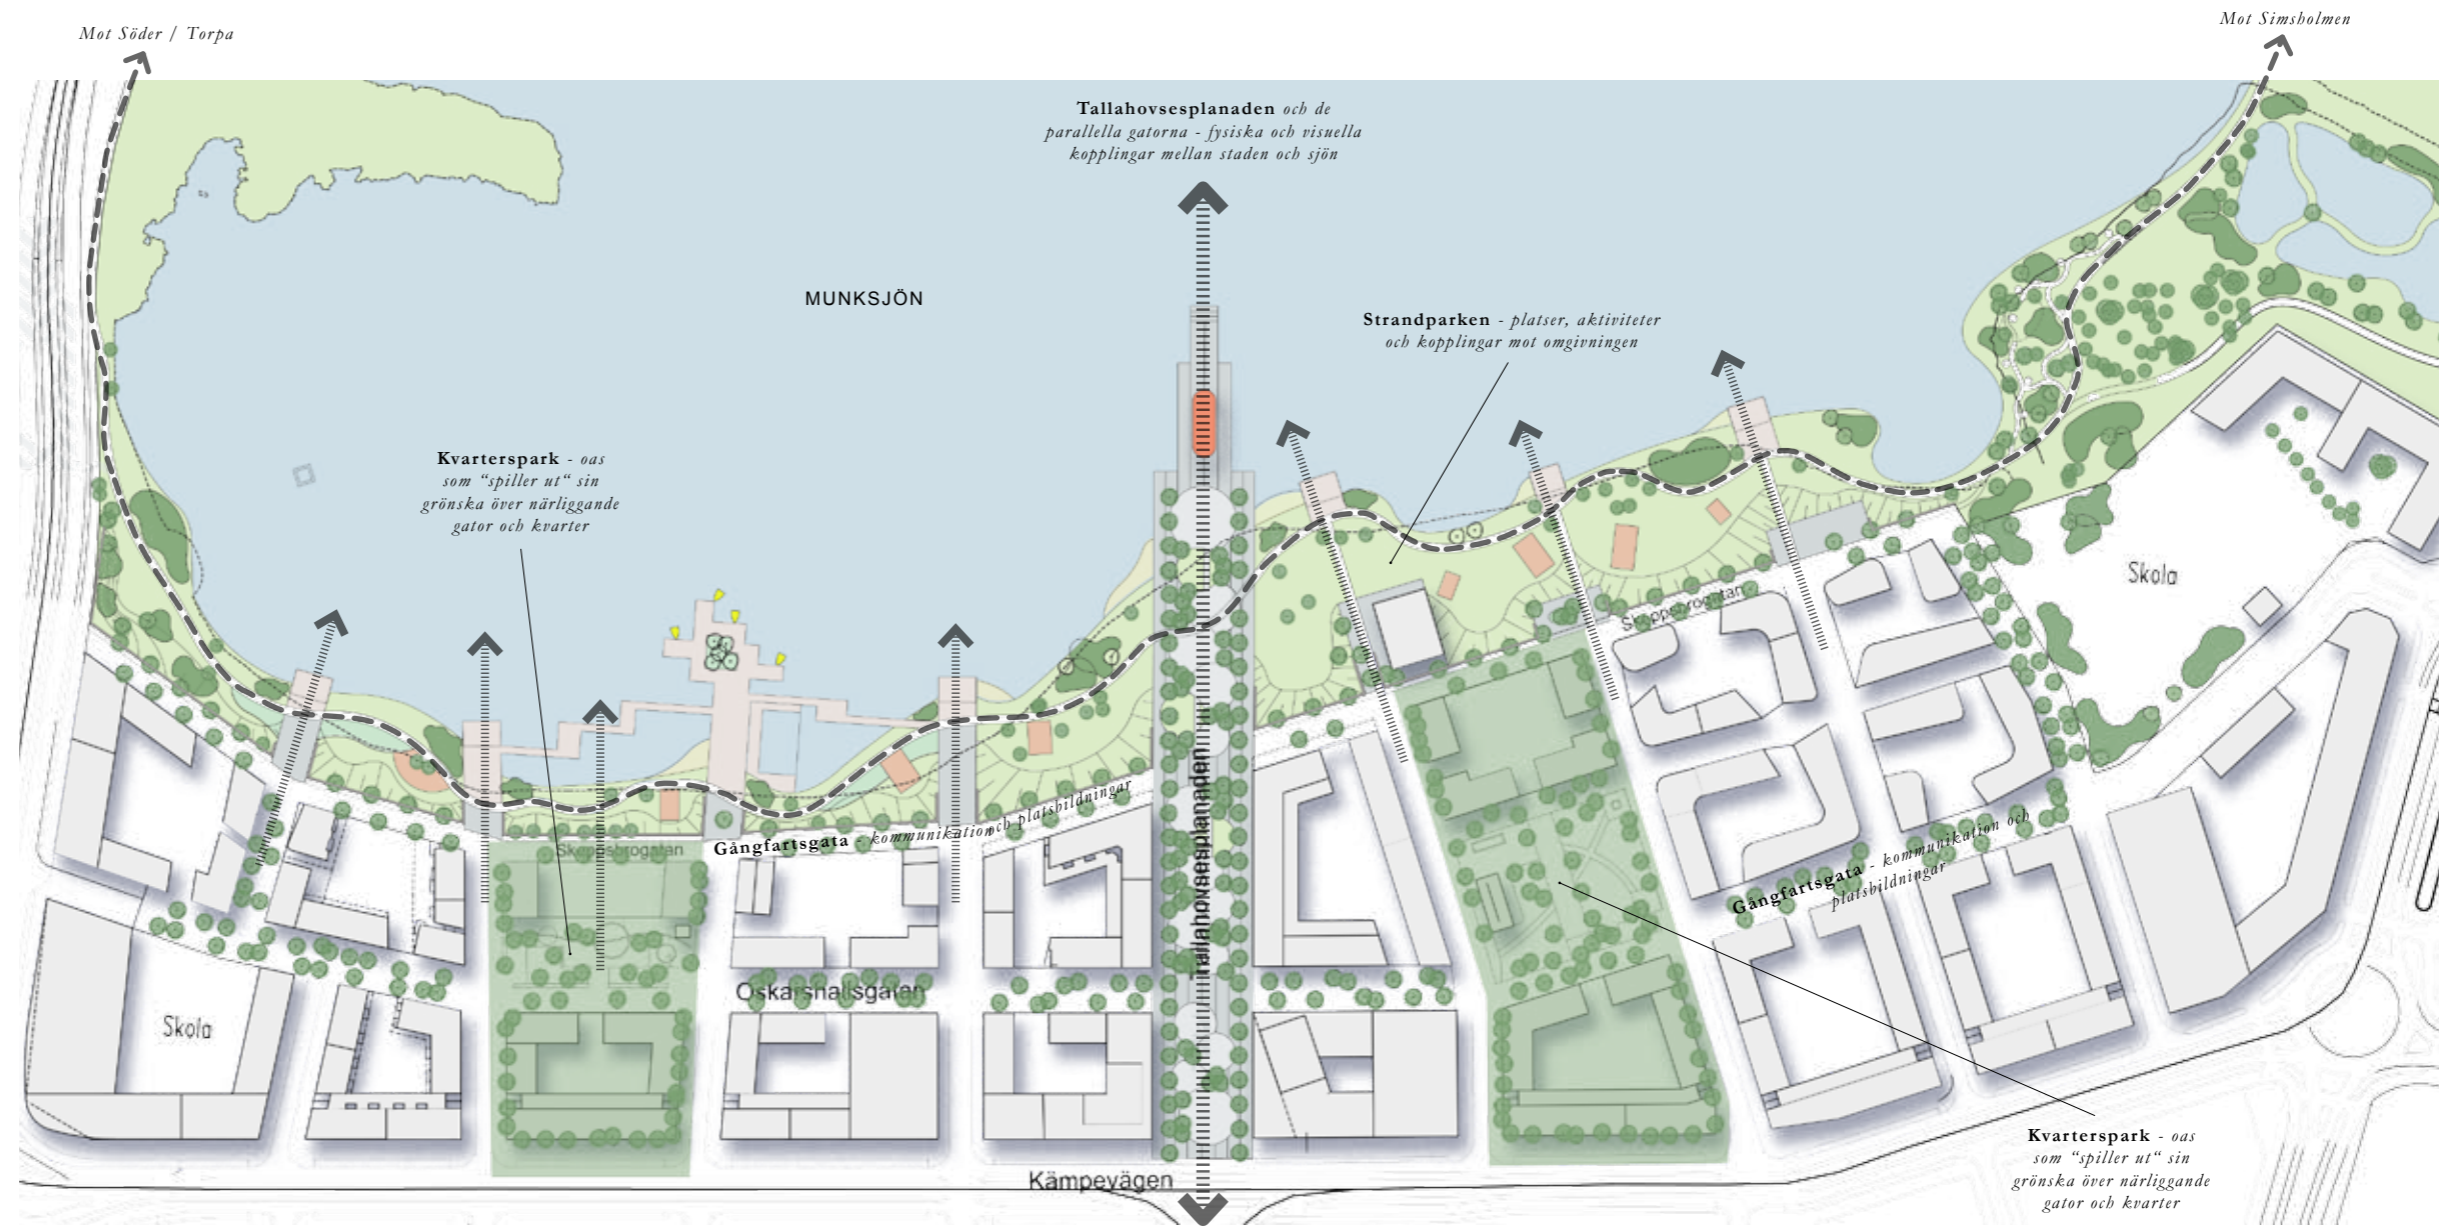 Mot Söder / Torpa
Mot Simsholmen
Tallahovsesplanaden och de
parallella gatorna - fysiska och visuella
kopplingar mellan staden och sjön
MUNKSJÖN
Strandparken - platser, aktiviteter
och kopplingar mot omgivningen
Kvarterspark - oas
som "spiller ut" sin
grönska över närliggande
gator och kvarter
Skola
Skeppsbrogatan
Tallahovsesplanaden
Gångfartsgata - kommunikation och platsbildningar
Skeppsbrogatan
Gångfartsgata - kommunikation och
platsbildningar
Oskarshallsgatan
Skola
Kämpevägen
Kvarterspark - oas
som "spiller ut" sin
grönska över närliggande
gator och kvarter